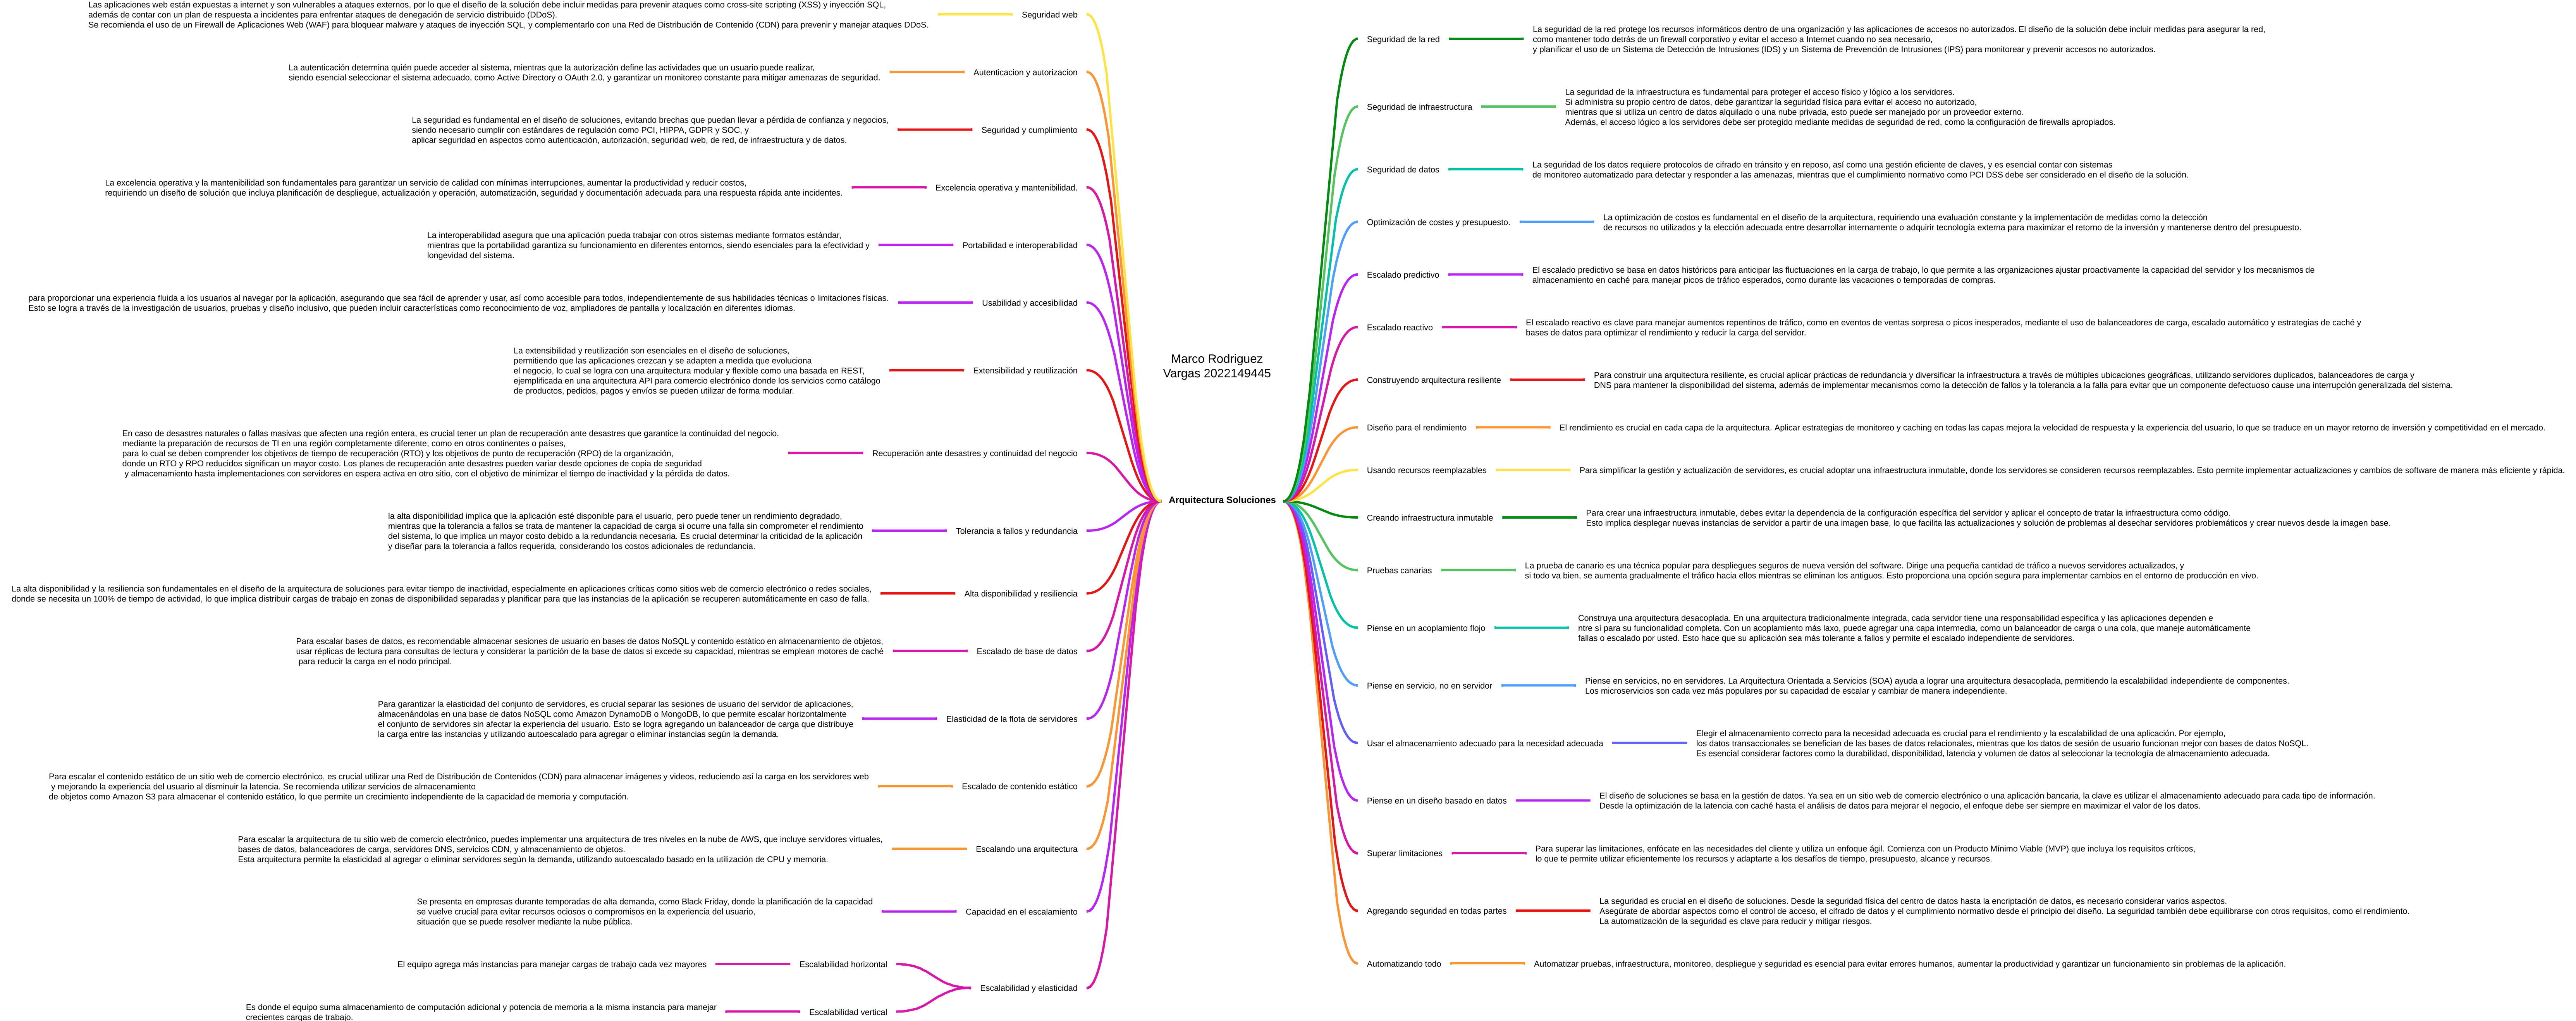 Marco Rodriguez
Vargas 2022149445
Arquitectura Soluciones
Seguridad web
Las aplicaciones web están expuestas a internet y son vulnerables a ataques externos, por lo que el diseño de la solución debe incluir medidas para prevenir ataques como cross-site scripting (XSS) y inyección SQL,
además de contar con un plan de respuesta a incidentes para enfrentar ataques de denegación de servicio distribuido (DDoS).
Se recomienda el uso de un Firewall de Aplicaciones Web (WAF) para bloquear malware y ataques de inyección SQL, y complementarlo con una Red de Distribución de Contenido (CDN) para prevenir y manejar ataques DDoS.
Autenticacion y autorizacion
La autenticación determina quién puede acceder al sistema, mientras que la autorización define las actividades que un usuario puede realizar,
siendo esencial seleccionar el sistema adecuado, como Active Directory o OAuth 2.0, y garantizar un monitoreo constante para mitigar amenazas de seguridad.
Seguridad y cumplimiento
La seguridad es fundamental en el diseño de soluciones, evitando brechas que puedan llevar a pérdida de confianza y negocios,
siendo necesario cumplir con estándares de regulación como PCI, HIPPA, GDPR y SOC, y
aplicar seguridad en aspectos como autenticación, autorización, seguridad web, de red, de infraestructura y de datos.
Excelencia operativa y mantenibilidad.
La excelencia operativa y la mantenibilidad son fundamentales para garantizar un servicio de calidad con mínimas interrupciones, aumentar la productividad y reducir costos,
requiriendo un diseño de solución que incluya planificación de despliegue, actualización y operación, automatización, seguridad y documentación adecuada para una respuesta rápida ante incidentes.
Portabilidad e interoperabilidad
La interoperabilidad asegura que una aplicación pueda trabajar con otros sistemas mediante formatos estándar,
mientras que la portabilidad garantiza su funcionamiento en diferentes entornos, siendo esenciales para la efectividad y
longevidad del sistema.
Usabilidad y accesibilidad
para proporcionar una experiencia fluida a los usuarios al navegar por la aplicación, asegurando que sea fácil de aprender y usar, así como accesible para todos, independientemente de sus habilidades técnicas o limitaciones físicas.
Esto se logra a través de la investigación de usuarios, pruebas y diseño inclusivo, que pueden incluir características como reconocimiento de voz, ampliadores de pantalla y localización en diferentes idiomas.
Extensibilidad y reutilización
La extensibilidad y reutilización son esenciales en el diseño de soluciones,
permitiendo que las aplicaciones crezcan y se adapten a medida que evoluciona
el negocio, lo cual se logra con una arquitectura modular y flexible como una basada en REST,
ejemplificada en una arquitectura API para comercio electrónico donde los servicios como catálogo
de productos, pedidos, pagos y envíos se pueden utilizar de forma modular.
Recuperación ante desastres y continuidad del negocio
En caso de desastres naturales o fallas masivas que afecten una región entera, es crucial tener un plan de recuperación ante desastres que garantice la continuidad del negocio,
mediante la preparación de recursos de TI en una región completamente diferente, como en otros continentes o países,
para lo cual se deben comprender los objetivos de tiempo de recuperación (RTO) y los objetivos de punto de recuperación (RPO) de la organización,
donde un RTO y RPO reducidos significan un mayor costo. Los planes de recuperación ante desastres pueden variar desde opciones de copia de seguridad
y almacenamiento hasta implementaciones con servidores en espera activa en otro sitio, con el objetivo de minimizar el tiempo de inactividad y la pérdida de datos.
Tolerancia a fallos y redundancia
la alta disponibilidad implica que la aplicación esté disponible para el usuario, pero puede tener un rendimiento degradado,
mientras que la tolerancia a fallos se trata de mantener la capacidad de carga si ocurre una falla sin comprometer el rendimiento
del sistema, lo que implica un mayor costo debido a la redundancia necesaria. Es crucial determinar la criticidad de la aplicación
y diseñar para la tolerancia a fallos requerida, considerando los costos adicionales de redundancia.
Alta disponibilidad y resiliencia
La alta disponibilidad y la resiliencia son fundamentales en el diseño de la arquitectura de soluciones para evitar tiempo de inactividad, especialmente en aplicaciones críticas como sitios web de comercio electrónico o redes sociales,
donde se necesita un 100% de tiempo de actividad, lo que implica distribuir cargas de trabajo en zonas de disponibilidad separadas y planificar para que las instancias de la aplicación se recuperen automáticamente en caso de falla.
Escalado de base de datos
Para escalar bases de datos, es recomendable almacenar sesiones de usuario en bases de datos NoSQL y contenido estático en almacenamiento de objetos,
usar réplicas de lectura para consultas de lectura y considerar la partición de la base de datos si excede su capacidad, mientras se emplean motores de caché
para reducir la carga en el nodo principal.
Elasticidad de la flota de servidores
Para garantizar la elasticidad del conjunto de servidores, es crucial separar las sesiones de usuario del servidor de aplicaciones,
almacenándolas en una base de datos NoSQL como Amazon DynamoDB o MongoDB, lo que permite escalar horizontalmente
el conjunto de servidores sin afectar la experiencia del usuario. Esto se logra agregando un balanceador de carga que distribuye
la carga entre las instancias y utilizando autoescalado para agregar o eliminar instancias según la demanda.
Escalado de contenido estático
Para escalar el contenido estático de un sitio web de comercio electrónico, es crucial utilizar una Red de Distribución de Contenidos (CDN) para almacenar imágenes y videos, reduciendo así la carga en los servidores web
y mejorando la experiencia del usuario al disminuir la latencia. Se recomienda utilizar servicios de almacenamiento
de objetos como Amazon S3 para almacenar el contenido estático, lo que permite un crecimiento independiente de la capacidad de memoria y computación.
Escalando una arquitectura
Para escalar la arquitectura de tu sitio web de comercio electrónico, puedes implementar una arquitectura de tres niveles en la nube de AWS, que incluye servidores virtuales,
bases de datos, balanceadores de carga, servidores DNS, servicios CDN, y almacenamiento de objetos.
Esta arquitectura permite la elasticidad al agregar o eliminar servidores según la demanda, utilizando autoescalado basado en la utilización de CPU y memoria.
Capacidad en el escalamiento
Se presenta en empresas durante temporadas de alta demanda, como Black Friday, donde la planificación de la capacidad
se vuelve crucial para evitar recursos ociosos o compromisos en la experiencia del usuario,
situación que se puede resolver mediante la nube pública.
Escalabilidad y elasticidad
Escalabilidad horizontal
El equipo agrega más instancias para manejar cargas de trabajo cada vez mayores
Escalabilidad vertical
Es donde el equipo suma almacenamiento de computación adicional y potencia de memoria a la misma instancia para manejar
crecientes cargas de trabajo.
Seguridad de la red
La seguridad de la red protege los recursos informáticos dentro de una organización y las aplicaciones de accesos no autorizados. El diseño de la solución debe incluir medidas para asegurar la red,
como mantener todo detrás de un firewall corporativo y evitar el acceso a Internet cuando no sea necesario,
y planificar el uso de un Sistema de Detección de Intrusiones (IDS) y un Sistema de Prevención de Intrusiones (IPS) para monitorear y prevenir accesos no autorizados.
Seguridad de infraestructura
La seguridad de la infraestructura es fundamental para proteger el acceso físico y lógico a los servidores.
Si administra su propio centro de datos, debe garantizar la seguridad física para evitar el acceso no autorizado,
mientras que si utiliza un centro de datos alquilado o una nube privada, esto puede ser manejado por un proveedor externo.
Además, el acceso lógico a los servidores debe ser protegido mediante medidas de seguridad de red, como la configuración de firewalls apropiados.
Seguridad de datos
La seguridad de los datos requiere protocolos de cifrado en tránsito y en reposo, así como una gestión eficiente de claves, y es esencial contar con sistemas
de monitoreo automatizado para detectar y responder a las amenazas, mientras que el cumplimiento normativo como PCI DSS debe ser considerado en el diseño de la solución.
Optimización de costes y presupuesto.
La optimización de costos es fundamental en el diseño de la arquitectura, requiriendo una evaluación constante y la implementación de medidas como la detección
de recursos no utilizados y la elección adecuada entre desarrollar internamente o adquirir tecnología externa para maximizar el retorno de la inversión y mantenerse dentro del presupuesto.
Escalado predictivo
El escalado predictivo se basa en datos históricos para anticipar las fluctuaciones en la carga de trabajo, lo que permite a las organizaciones ajustar proactivamente la capacidad del servidor y los mecanismos de
almacenamiento en caché para manejar picos de tráfico esperados, como durante las vacaciones o temporadas de compras.
Escalado reactivo
El escalado reactivo es clave para manejar aumentos repentinos de tráfico, como en eventos de ventas sorpresa o picos inesperados, mediante el uso de balanceadores de carga, escalado automático y estrategias de caché y
bases de datos para optimizar el rendimiento y reducir la carga del servidor.
Construyendo arquitectura resiliente
Para construir una arquitectura resiliente, es crucial aplicar prácticas de redundancia y diversificar la infraestructura a través de múltiples ubicaciones geográficas, utilizando servidores duplicados, balanceadores de carga y
DNS para mantener la disponibilidad del sistema, además de implementar mecanismos como la detección de fallos y la tolerancia a la falla para evitar que un componente defectuoso cause una interrupción generalizada del sistema.
Diseño para el rendimiento
El rendimiento es crucial en cada capa de la arquitectura. Aplicar estrategias de monitoreo y caching en todas las capas mejora la velocidad de respuesta y la experiencia del usuario, lo que se traduce en un mayor retorno de inversión y competitividad en el mercado.
Usando recursos reemplazables
Para simplificar la gestión y actualización de servidores, es crucial adoptar una infraestructura inmutable, donde los servidores se consideren recursos reemplazables. Esto permite implementar actualizaciones y cambios de software de manera más eficiente y rápida.
Creando infraestructura inmutable
Para crear una infraestructura inmutable, debes evitar la dependencia de la configuración específica del servidor y aplicar el concepto de tratar la infraestructura como código.
Esto implica desplegar nuevas instancias de servidor a partir de una imagen base, lo que facilita las actualizaciones y solución de problemas al desechar servidores problemáticos y crear nuevos desde la imagen base.
Pruebas canarias
La prueba de canario es una técnica popular para despliegues seguros de nueva versión del software. Dirige una pequeña cantidad de tráfico a nuevos servidores actualizados, y
si todo va bien, se aumenta gradualmente el tráfico hacia ellos mientras se eliminan los antiguos. Esto proporciona una opción segura para implementar cambios en el entorno de producción en vivo.
Piense en un acoplamiento flojo
Construya una arquitectura desacoplada. En una arquitectura tradicionalmente integrada, cada servidor tiene una responsabilidad específica y las aplicaciones dependen e
ntre sí para su funcionalidad completa. Con un acoplamiento más laxo, puede agregar una capa intermedia, como un balanceador de carga o una cola, que maneje automáticamente
fallas o escalado por usted. Esto hace que su aplicación sea más tolerante a fallos y permite el escalado independiente de servidores.
Piense en servicio, no en servidor
Piense en servicios, no en servidores. La Arquitectura Orientada a Servicios (SOA) ayuda a lograr una arquitectura desacoplada, permitiendo la escalabilidad independiente de componentes.
Los microservicios son cada vez más populares por su capacidad de escalar y cambiar de manera independiente.
Usar el almacenamiento adecuado para la necesidad adecuada
Elegir el almacenamiento correcto para la necesidad adecuada es crucial para el rendimiento y la escalabilidad de una aplicación. Por ejemplo,
los datos transaccionales se benefician de las bases de datos relacionales, mientras que los datos de sesión de usuario funcionan mejor con bases de datos NoSQL.
Es esencial considerar factores como la durabilidad, disponibilidad, latencia y volumen de datos al seleccionar la tecnología de almacenamiento adecuada.
Piense en un diseño basado en datos
El diseño de soluciones se basa en la gestión de datos. Ya sea en un sitio web de comercio electrónico o una aplicación bancaria, la clave es utilizar el almacenamiento adecuado para cada tipo de información.
Desde la optimización de la latencia con caché hasta el análisis de datos para mejorar el negocio, el enfoque debe ser siempre en maximizar el valor de los datos.
Superar limitaciones
Para superar las limitaciones, enfócate en las necesidades del cliente y utiliza un enfoque ágil. Comienza con un Producto Mínimo Viable (MVP) que incluya los requisitos críticos,
lo que te permite utilizar eficientemente los recursos y adaptarte a los desafíos de tiempo, presupuesto, alcance y recursos.
Agregando seguridad en todas partes
La seguridad es crucial en el diseño de soluciones. Desde la seguridad física del centro de datos hasta la encriptación de datos, es necesario considerar varios aspectos.
Asegúrate de abordar aspectos como el control de acceso, el cifrado de datos y el cumplimiento normativo desde el principio del diseño. La seguridad también debe equilibrarse con otros requisitos, como el rendimiento.
La automatización de la seguridad es clave para reducir y mitigar riesgos.
Automatizando todo
Automatizar pruebas, infraestructura, monitoreo, despliegue y seguridad es esencial para evitar errores humanos, aumentar la productividad y garantizar un funcionamiento sin problemas de la aplicación.